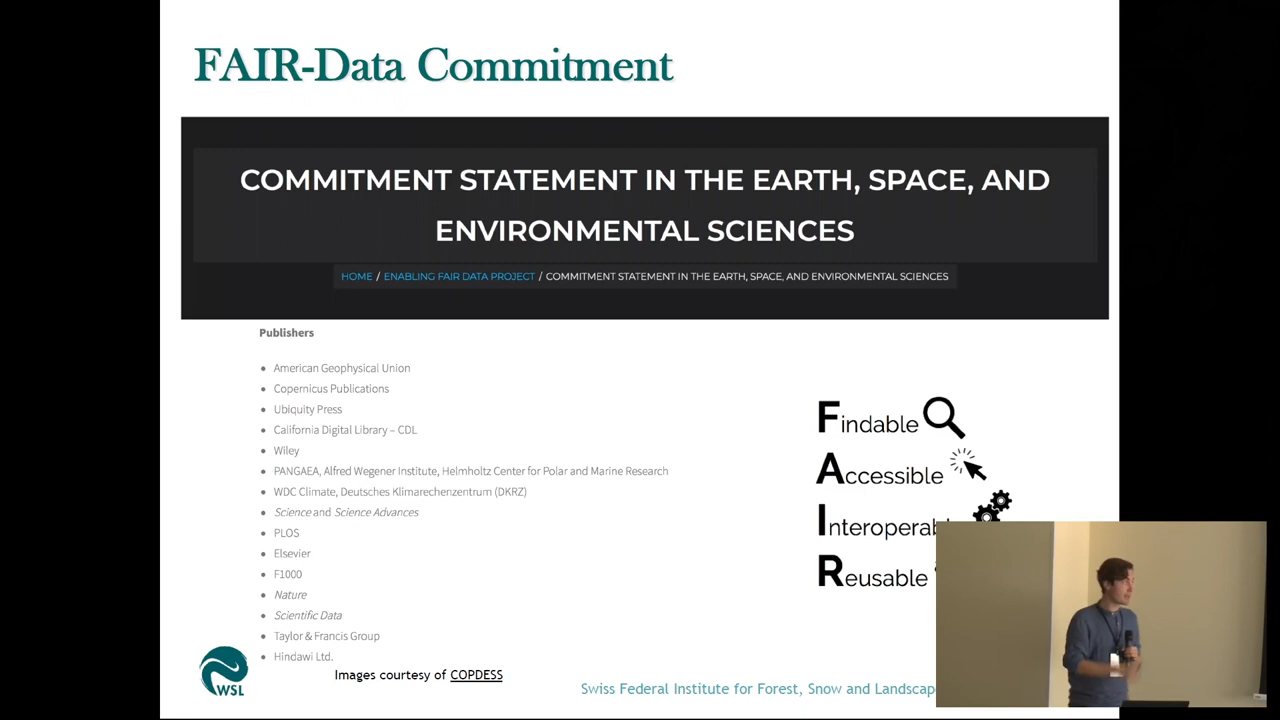 FAIR-Data Commitment
COMMITMENT STATEMENT IN THE EARTH, SPACE, AND
ENVIRONMENTAL SCIENCES
HOME / ENABLING FAIR DATA PROJECT / COMMITMENT STATEMENT IN THE EARTH, SPACE, AND ENVIRONMENTAL SCIENCES
Publishers
American Geophysical Union
Copernicus Publications
Ubiquity Press
California Digital Library – CDL
Wiley
PANGAEA, Alfred Wegener Institute, Helmholtz Center for Polar and Marine Research
WDC Climate, Deutsches Klimarechenzentrum (DKRZ)
Science and Science Advances
PLOS
Elsevier
F1000
Nature
Scientific Data
Taylor & Francis Group
Hindawi Ltd.
Findable
Accessible
Interoperab
Reusable
WSL
Images courtesy of COPDESS
Swiss Federal Institute for Forest, Snow and Landscap